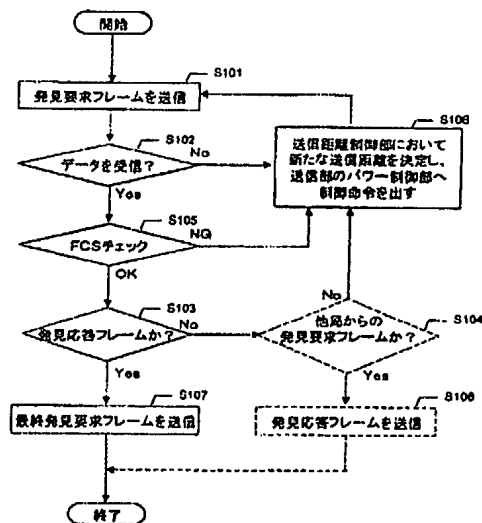 開始
S101
発見要求フレームを送信
S102
データを受信?
No
Yes
S108
送信距離制御部において
新たな送信距離を決定し、
送信部のパワー制御部へ
制御命令を出す
S105
FCSチェック
NG
OK
S103
発見応答フレームか?
No
Yes
S104
他局からの
発見要求フレームか?
No
Yes
S107
最終発見要求フレームを送信
S106
発見応答フレームを送信
終了